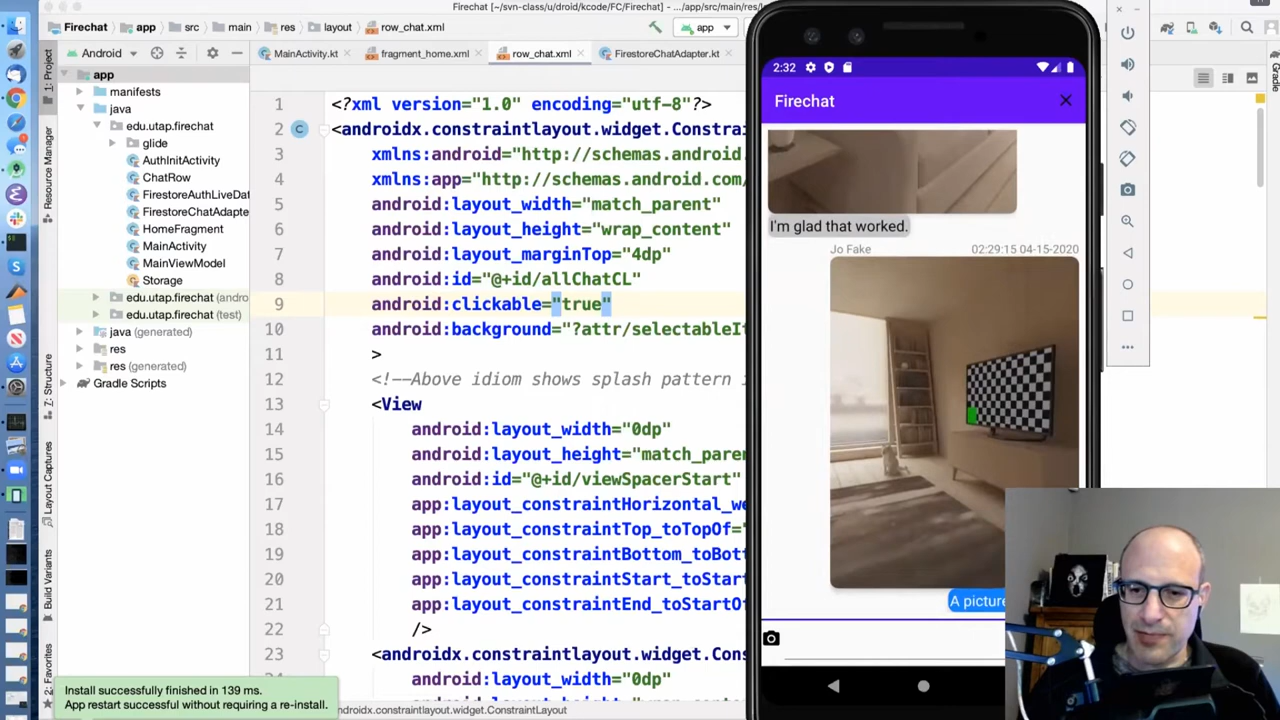 Firechat [~/svn-class/u/droid/kcode/FC/Firechat] - .../app/src/main/res/l
Firechat
app
src
main
res
layout
row_chat.xml
app
Android
MainActivity.kt
fragment_home.xml
row_chat.xml
FirestoreChatAdapter.kt
1: Project
Resource Manager
7: Structure
Layout Captures
Build Variants
Favorites
Gradle
app
manifests
java
edu.utap.firechat
glide
AuthInitActivity
ChatRow
FirestoreAuthLiveDat
FirestoreChatAdapte
HomeFragment
MainActivity
MainViewModel
Storage
edu.utap.firechat (andro
edu.utap.firechat (test)
java (generated)
res
res (generated)
Gradle Scripts
1 <?xml version="1.0" encoding="utf-8"?>
2 <androidx.constraintlayout.widget.Constra
3 xmlns:android="http://schemas.android.
4 xmlns:app="http://schemas.android.com/
5 android:layout_width="match_parent"
6 android:layout_height="wrap_content"
7 android:layout_marginTop="4dp"
8 android:id="@+id/allChatCL"
9 android:clickable="true"
10 android:background="?attr/selectableIt
11 >
12 <!--Above idiom shows splash pattern i
13 <View
14 android:layout_width="0dp"
15 android:layout_height="match_paren
16 android:id="@+id/viewSpacerStart"
17 app:layout_constraintHorizontal_we
18 app:layout_constraintTop_toTopOf="
19 app:layout_constraintBottom_toBott
20 app:layout_constraintStart_toStart
21 app:layout_constraintEnd_toStartOf
22 />
23 <androidx.constraintlayout.widget.Cons
24 android:layout_width="0dp"
androidx.constraintlayout.widget.ConstraintLayout
Install successfully finished in 139 ms.
App restart successful without requiring a re-install.
2:32
Firechat
I'm glad that worked.
Jo Fake 02:29:15 04-15-2020
A picture